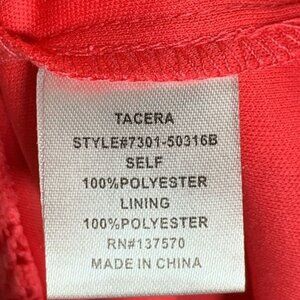 TACERA
STYLE#7301-50316B
SELF
100%POLYESTER
LINING
100%POLYESTER
RN#137570
MADE IN CHINA